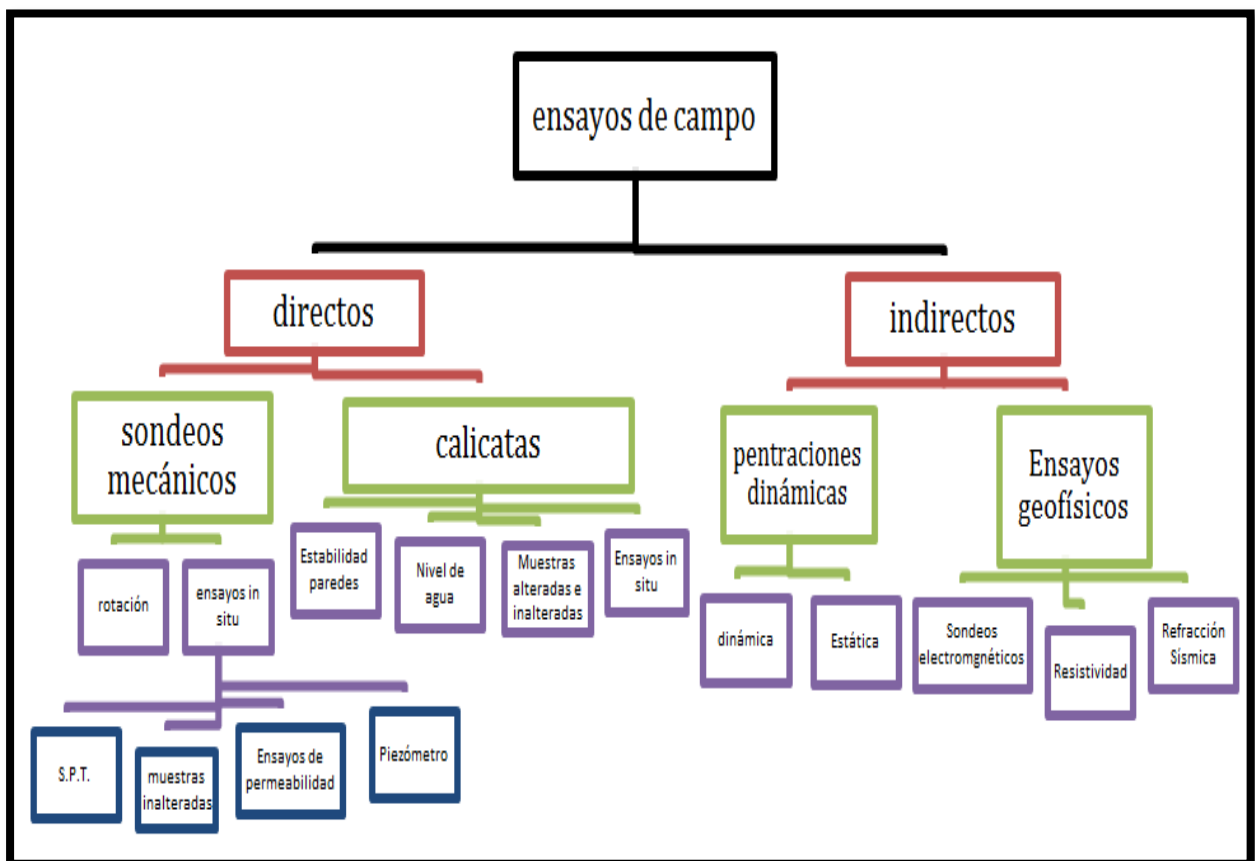 ensayos de campo
directos
indirectos
sondeos
mecánicos
calicatas
pentraciones
dinámicas
Ensayos
geofísicos
rotación
ensayos in
situ
Estabilidad
paredes
Nivel de
agua
Muestras
alteradas e
inalteradas
Ensayos in
situ
dinámica
Estática
Sondeos
electromgnéticos
Resistividad
Refracción
Sísmica
S.P.T.
muestras
inalteradas
Ensayos de
permeabilidad
Piezómetro